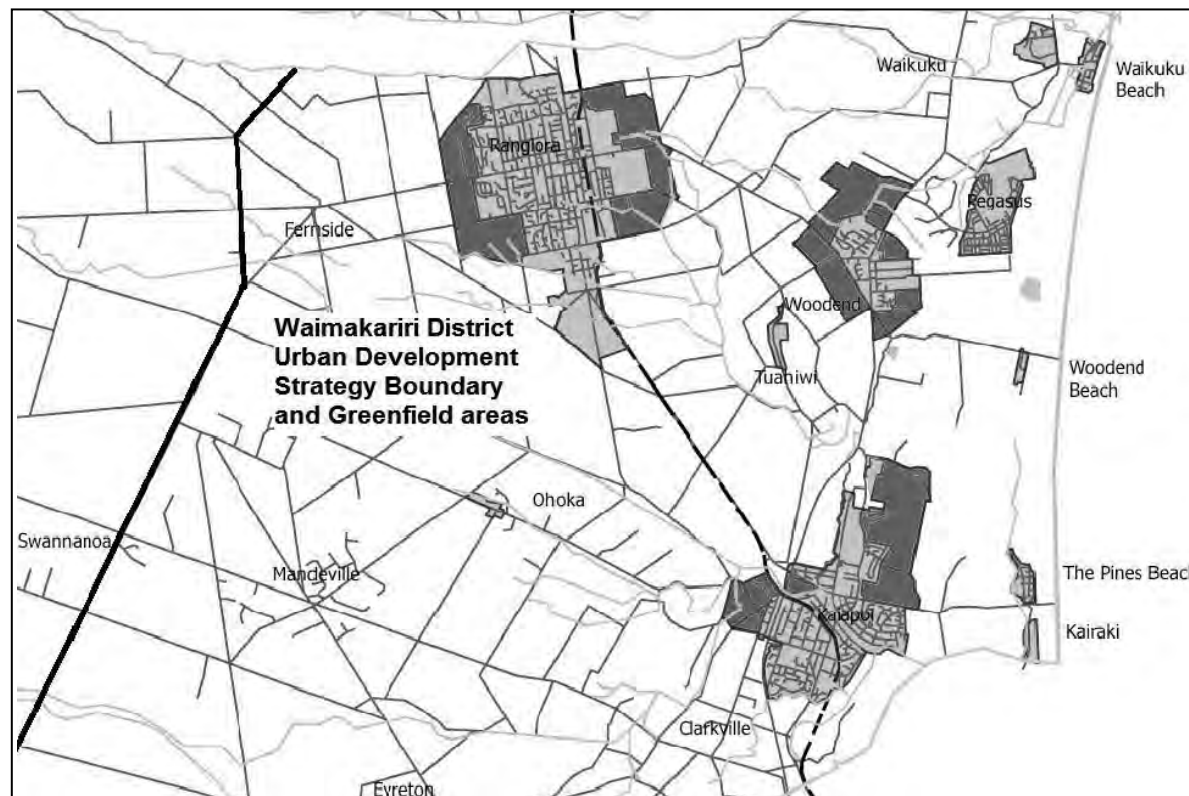 Waikuku
Waikuku
Beach
Rangiora
Pegasus
Fernside
Woodend
Waimakariri District
Urban Development
Strategy Boundary
and Greenfield areas
Tuahiwi
Woodend
Beach
Ohoka
Swannanoa
Mandeville
The Pines Beach
Kaiapoi
Kairaki
Clarkville
Eyreton